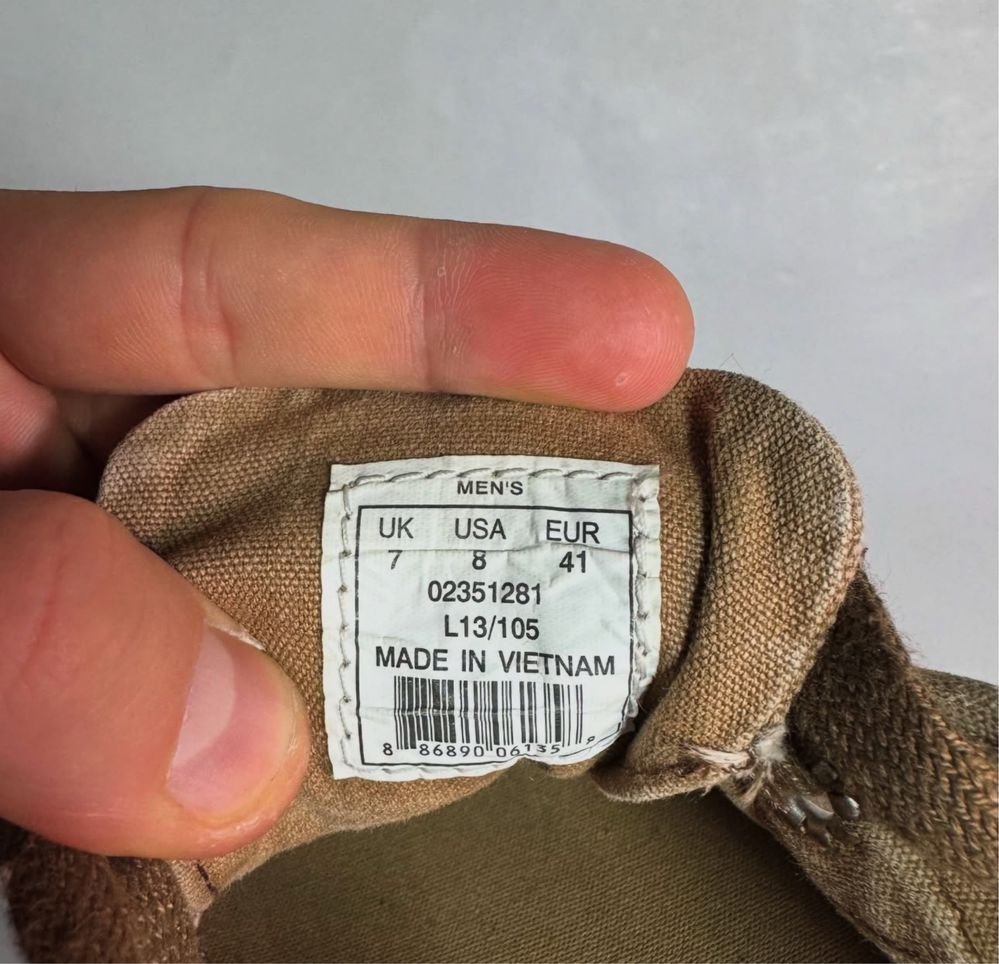 MEN'S
UK USA EUR
7 8 41
02351281
L13/105
MADE IN VIETNAM
8 86890 06135 9